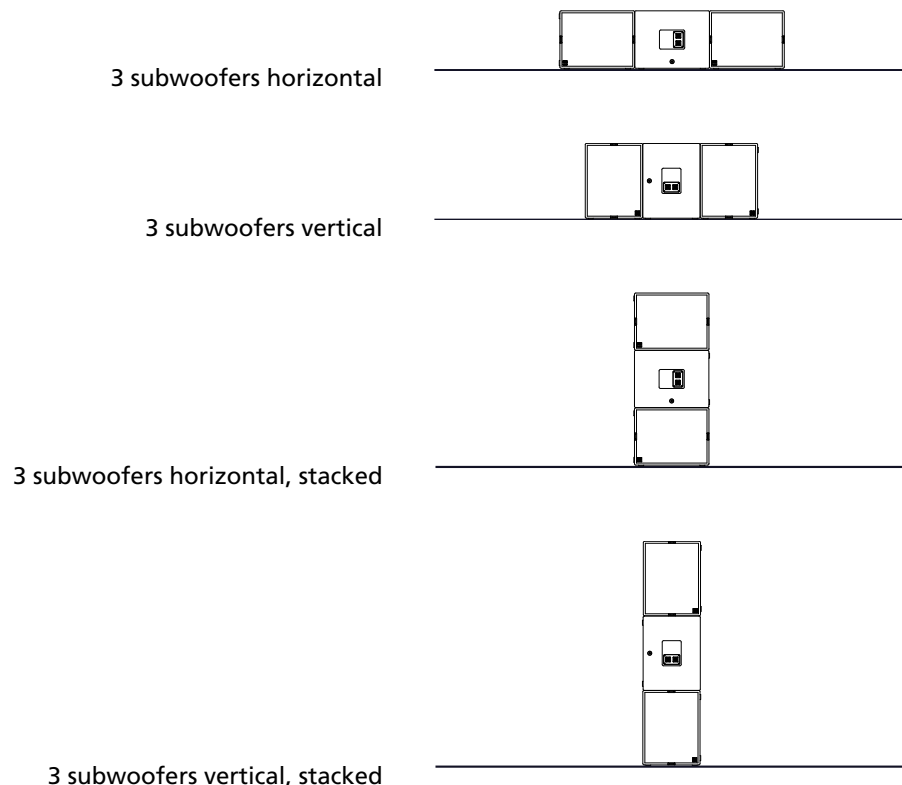 3 subwoofers horizontal
3 subwoofers vertical
3 subwoofers horizontal, stacked
3 subwoofers vertical, stacked